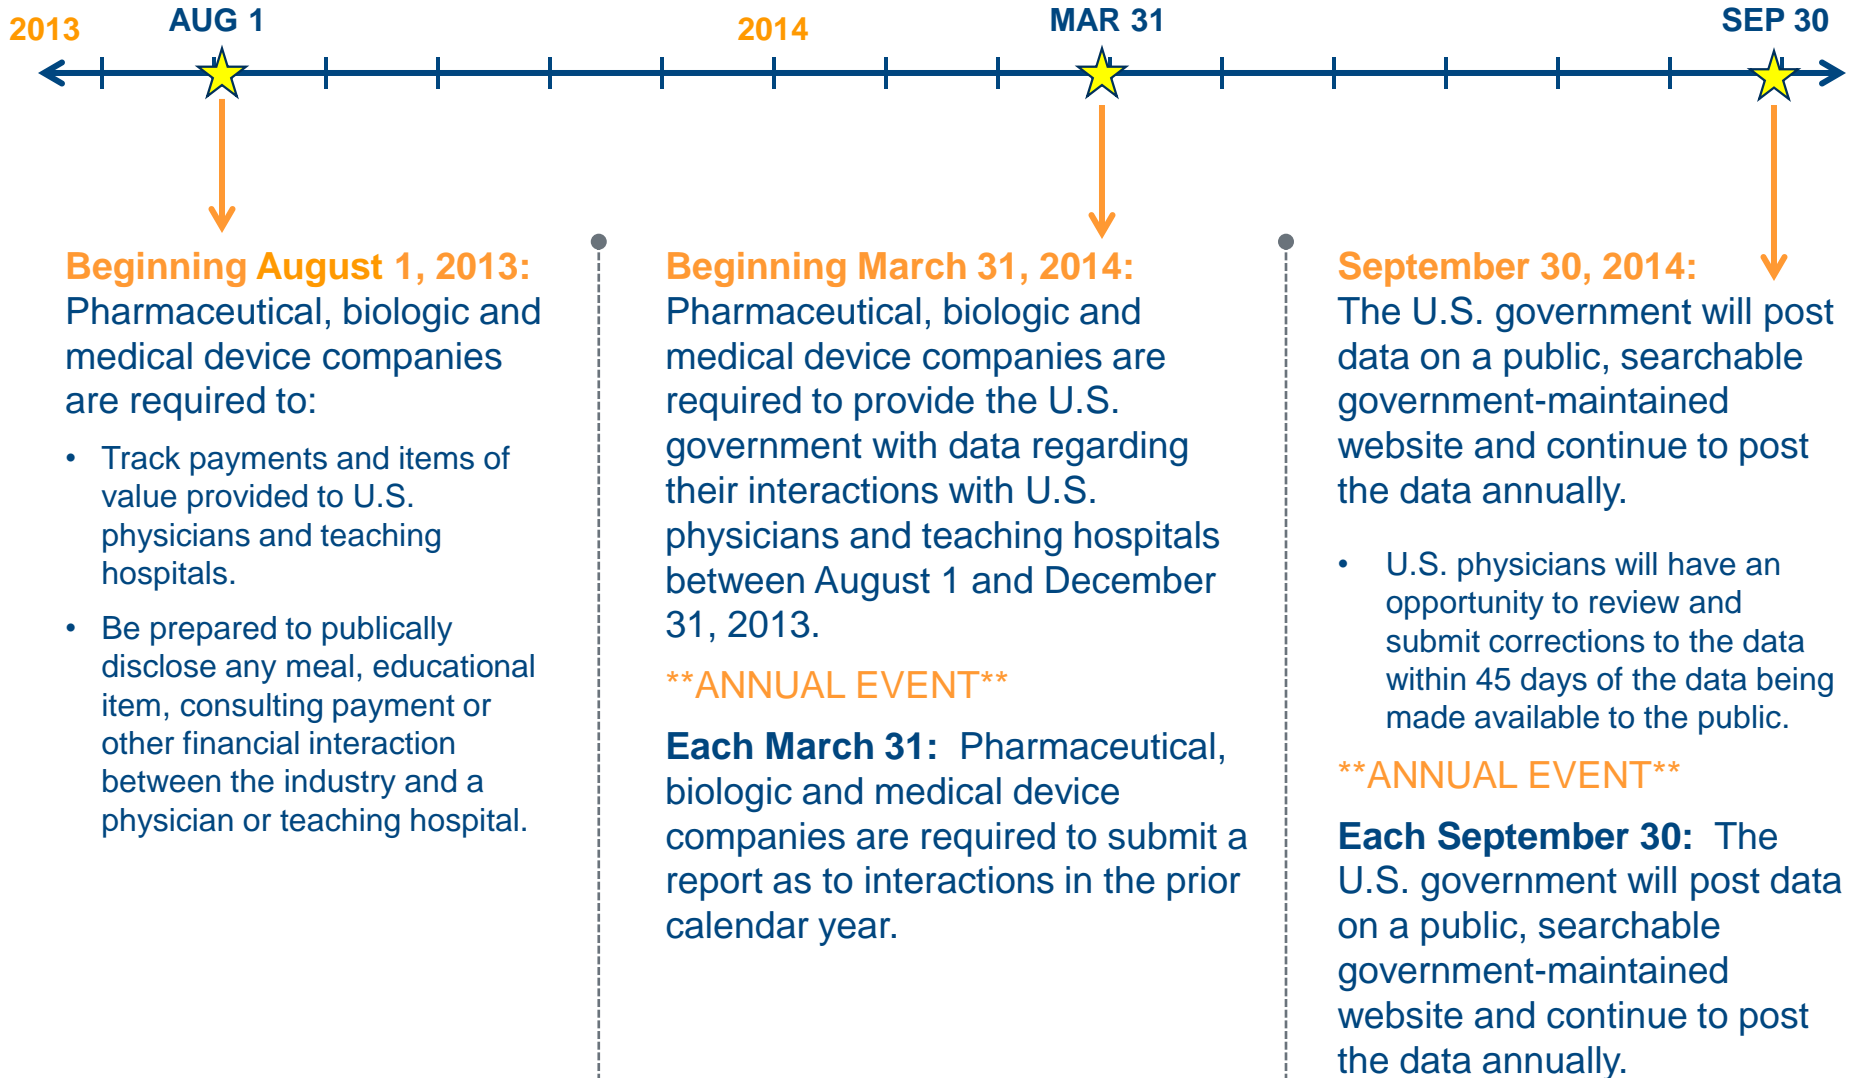 2013
AUG 1
2014
MAR 31
SEP 30
Beginning August 1, 2013:
Pharmaceutical, biologic and
medical device companies
are required to:
• Track payments and items of
value provided to U.S.
physicians and teaching
hospitals.
• Be prepared to publically
disclose any meal, educational
item, consulting payment or
other financial interaction
between the industry and a
physician or teaching hospital.
Beginning March 31, 2014:
Pharmaceutical, biologic and
medical device companies are
required to provide the U.S.
government with data regarding
their interactions with U.S.
physicians and teaching hospitals
between August 1 and December
31, 2013.
**ANNUAL EVENT**
Each March 31: Pharmaceutical,
biologic and medical device
companies are required to submit a
report as to interactions in the prior
calendar year.
September 30, 2014:
The U.S. government will post
data on a public, searchable
government-maintained
website and continue to post
the data annually.
• U.S. physicians will have an
opportunity to review and
submit corrections to the data
within 45 days of the data being
made available to the public.
**ANNUAL EVENT**
Each September 30: The
U.S. government will post data
on a public, searchable
government-maintained
website and continue to post
the data annually.